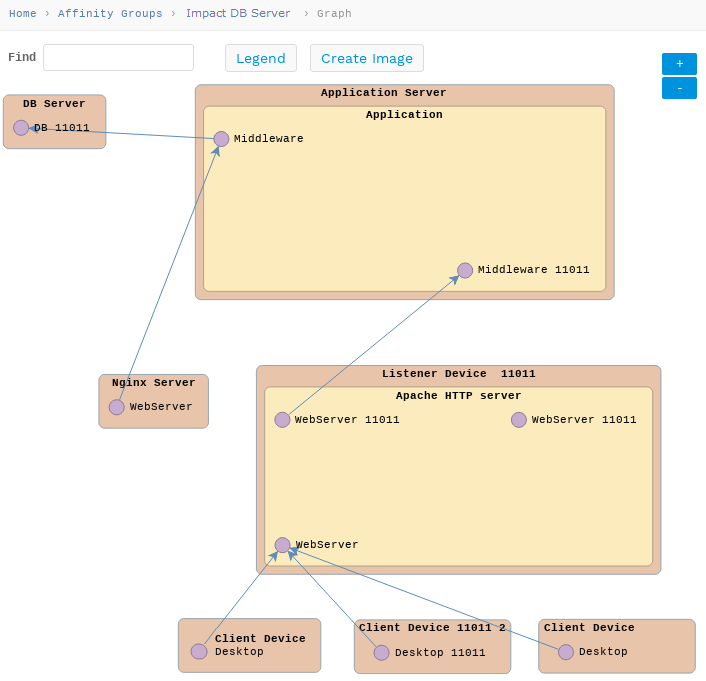 Home › Affinity Groups › Impact DB Server › Graph
Find
Legend
Create Image
+
-
DB Server
DB 11011
Application Server
Application
Middleware
Middleware 11011
Nginx Server
WebServer
Listener Device 11011
Apache HTTP server
WebServer 11011
WebServer 11011
WebServer
Client Device
Desktop
Client Device 11011 2
Desktop 11011
Client Device
Desktop